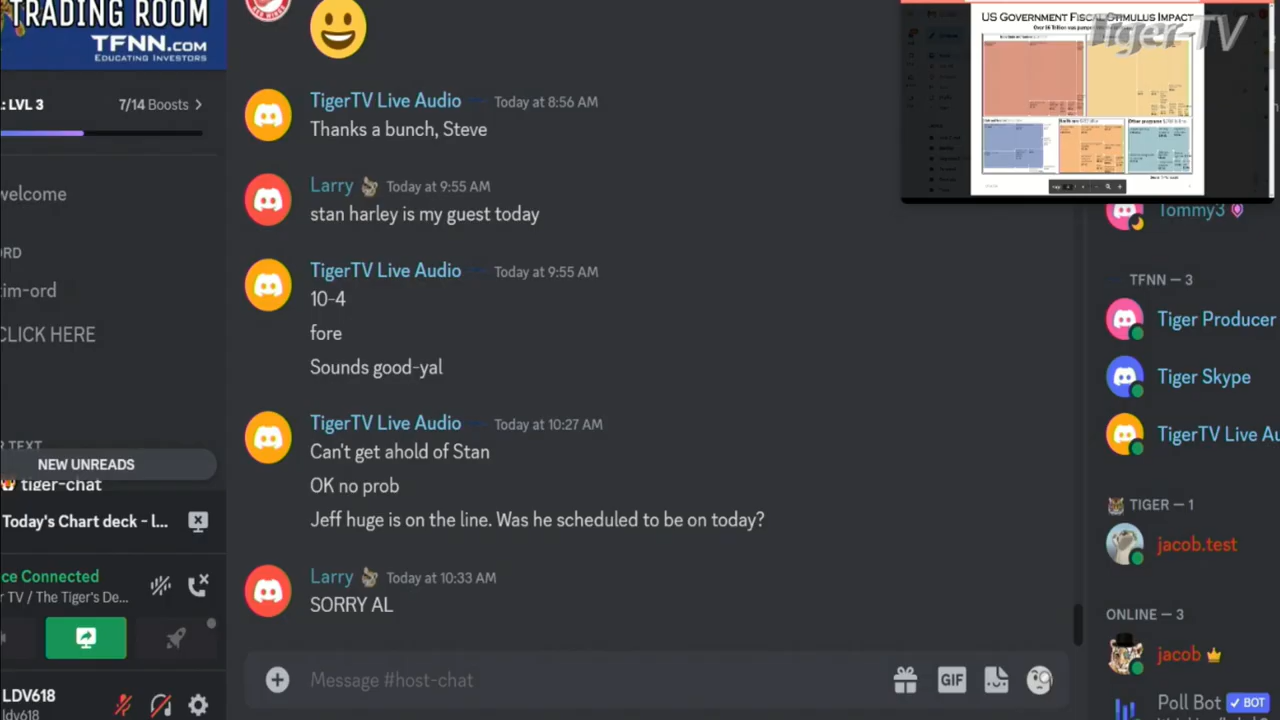 TRADING ROOM
TFNN.COM
EDUCATING INVESTORS
: LVL 3
7/14 Boosts
welcome
ORD
tim-ord
CLICK HERE
R TEXT
NEW UNREADS
tiger-chat
Today's Chart deck - l...
ce Connected
r TV / The Tiger's De...
LDV618
ldv618
TigerTV Live Audio Today at 8:56 AM
Thanks a bunch, Steve
Larry Today at 9:35 AM
stan harley is my guest today
TigerTV Live Audio Today at 9:55 AM
10-4
fore
Sounds good-yal
TigerTV Live Audio Today at 10:27 AM
Can't get ahold of Stan
OK no prob
Jeff huge is on the line. Was he scheduled to be on today?
Larry Today at 10:33 AM
SORRY AL
Message #host-chat
GIF
US GOVERNMENT FISCAL STIMULUS IMPACT
Tiger-TV
Tommy3
TFNN — 3
Tiger Producer
Tiger Skype
TigerTV Live Au
TIGER — 1
jacob.test
ONLINE — 3
jacob
Poll Bot ✓ BOT